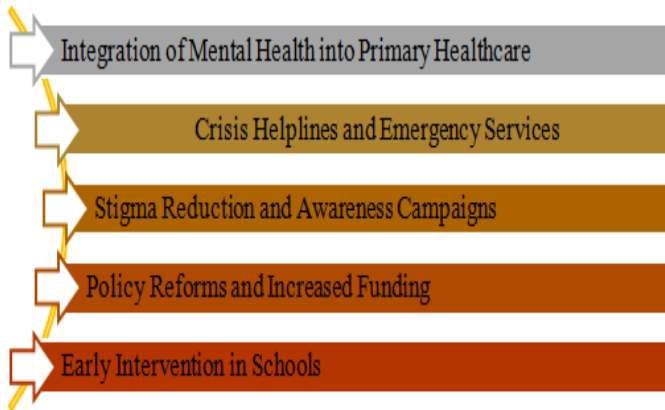 Integration of Mental Health into Primary Healthcare
Crisis Helplines and Emergency Services
Stigma Reduction and Awareness Campaigns
Policy Reforms and Increased Funding
Early Intervention in Schools